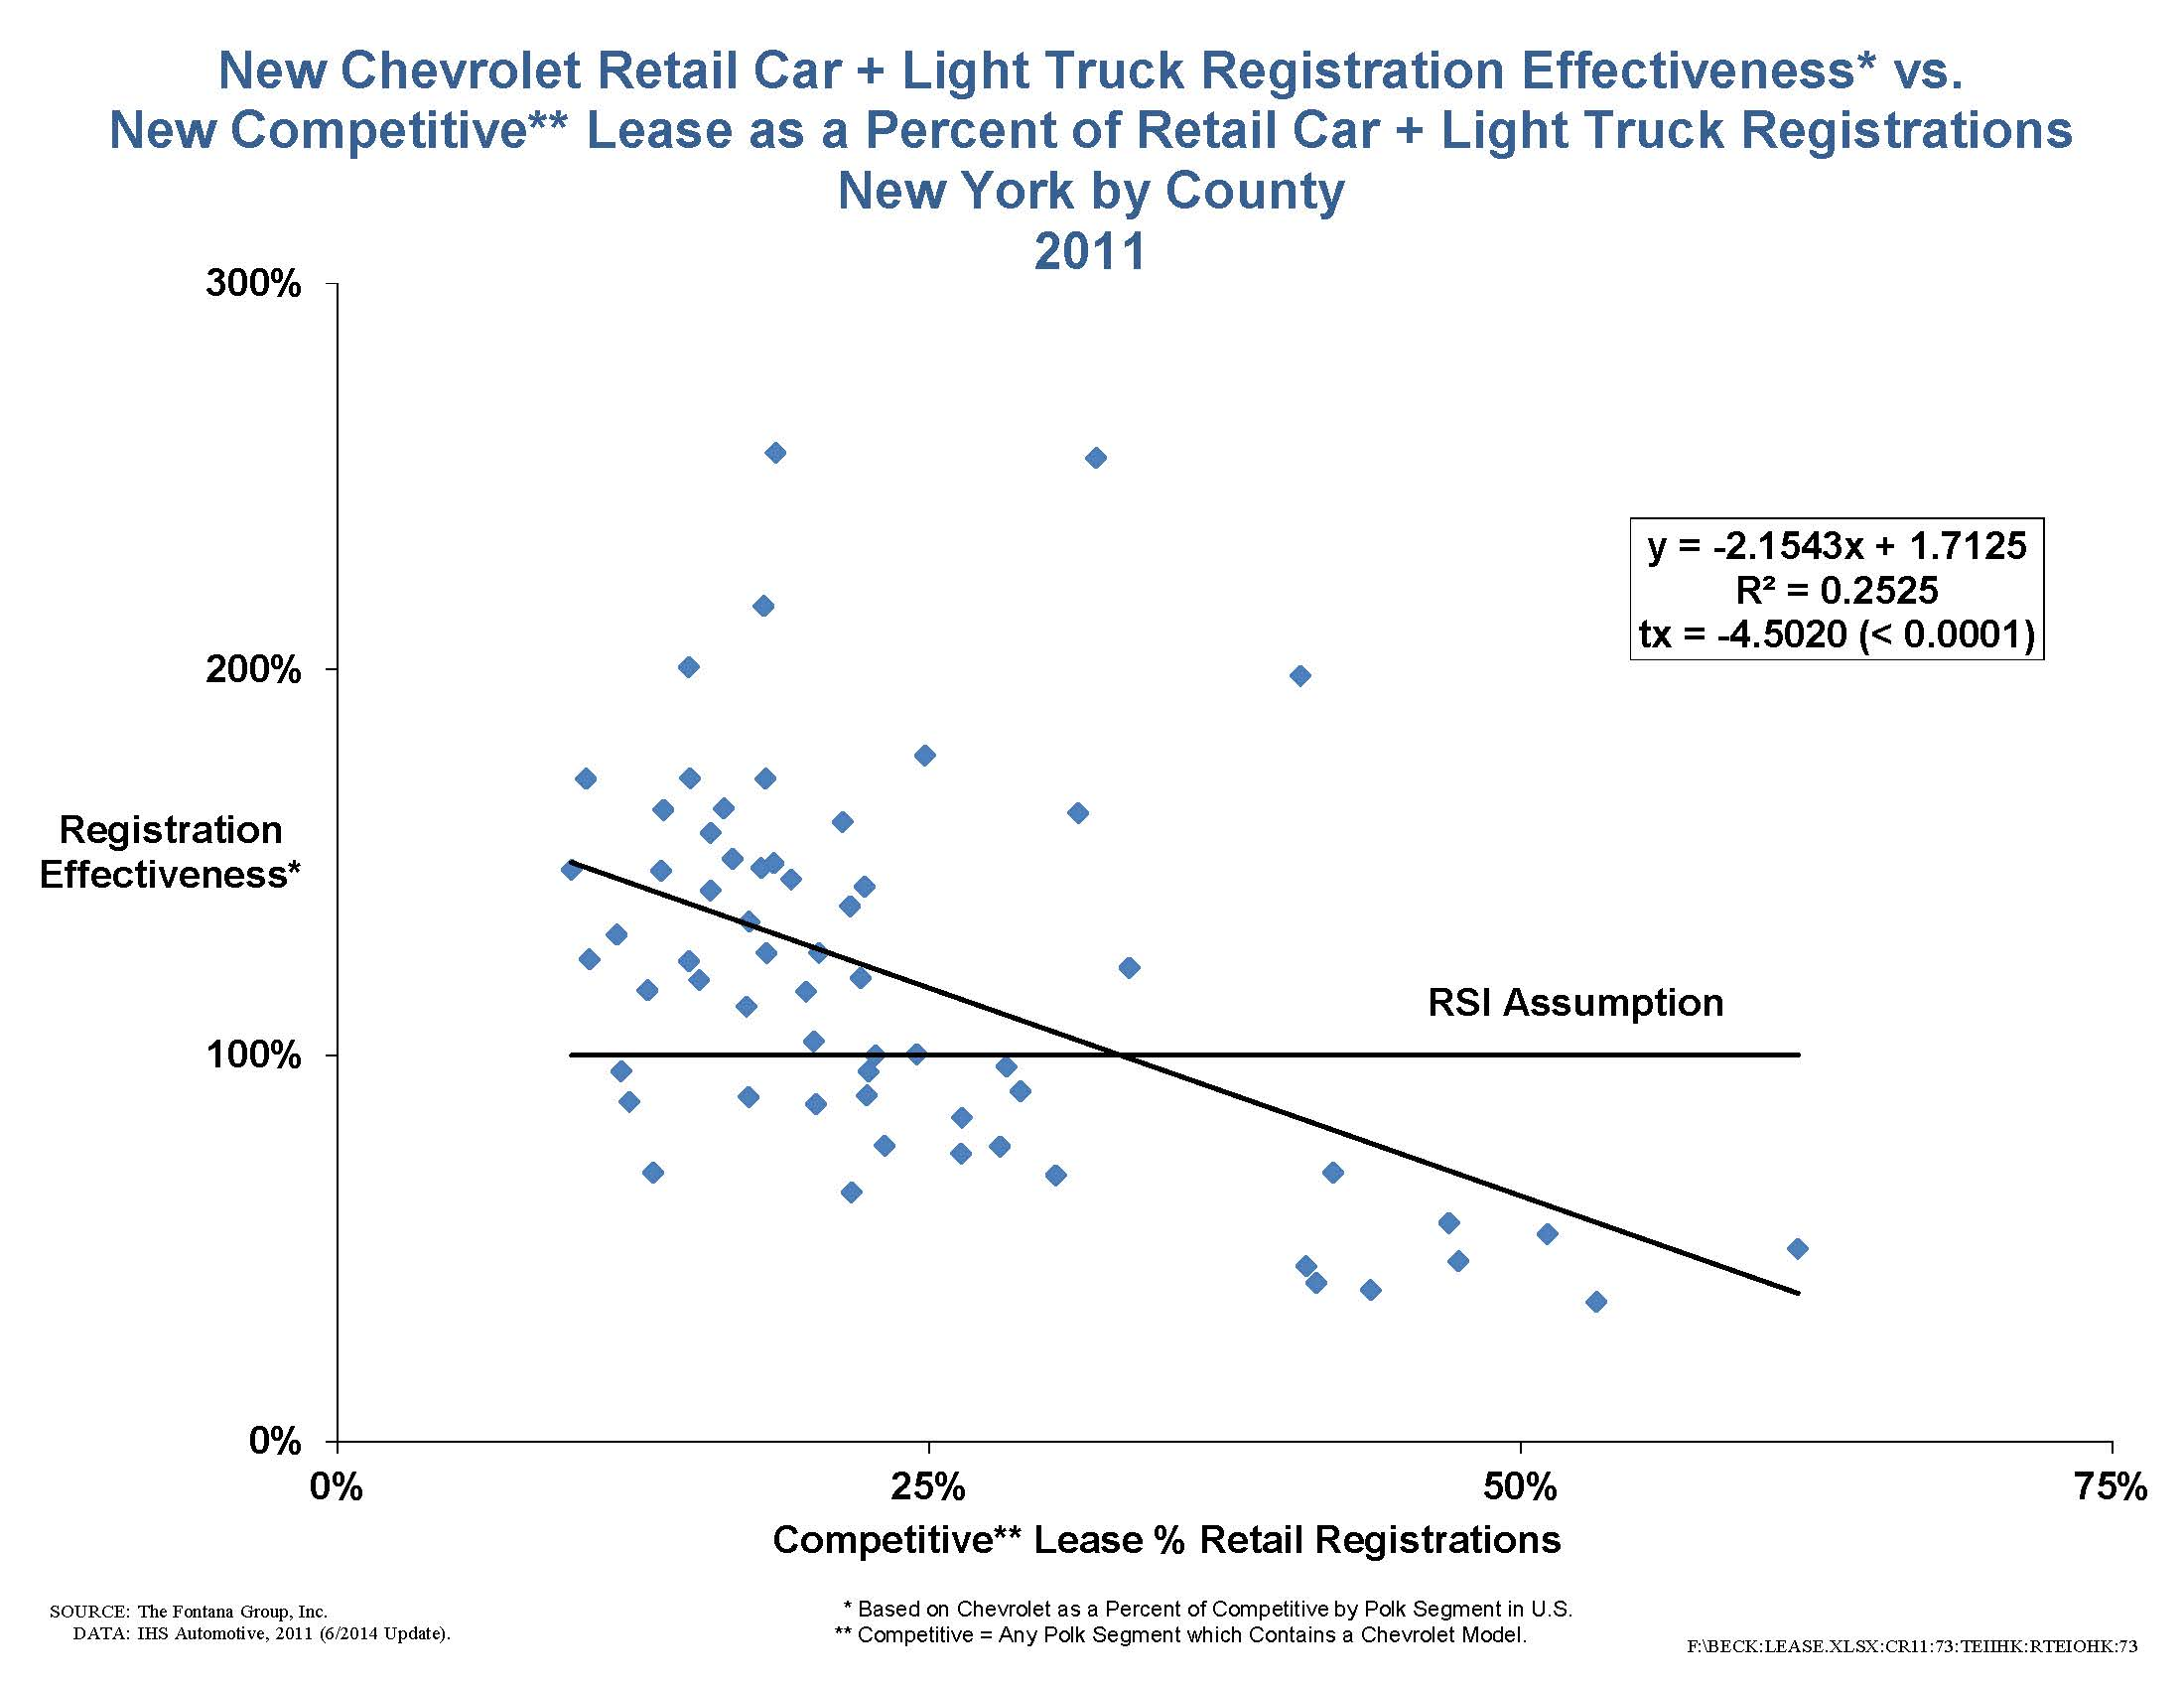 New Chevrolet Retail Car + Light Truck Registration Effectiveness* vs.
New Competitive** Lease as a Percent of Retail Car + Light Truck Registrations
New York by County
2011
300%
200%
100%
0%
Registration
Effectiveness*
y = -2.1543x + 1.7125
R² = 0.2525
tx = -4.5020 (< 0.0001)
RSI Assumption
0%
25%
50%
75%
Competitive** Lease % Retail Registrations
SOURCE: The Fontana Group, Inc.
DATA: IHS Automotive, 2011 (6/2014 Update).
* Based on Chevrolet as a Percent of Competitive by Polk Segment in U.S.
** Competitive = Any Polk Segment which Contains a Chevrolet Model.
F:\BECK:LEASE.XLSX:CR11:73:TEIIHK:RTEIOHK:73